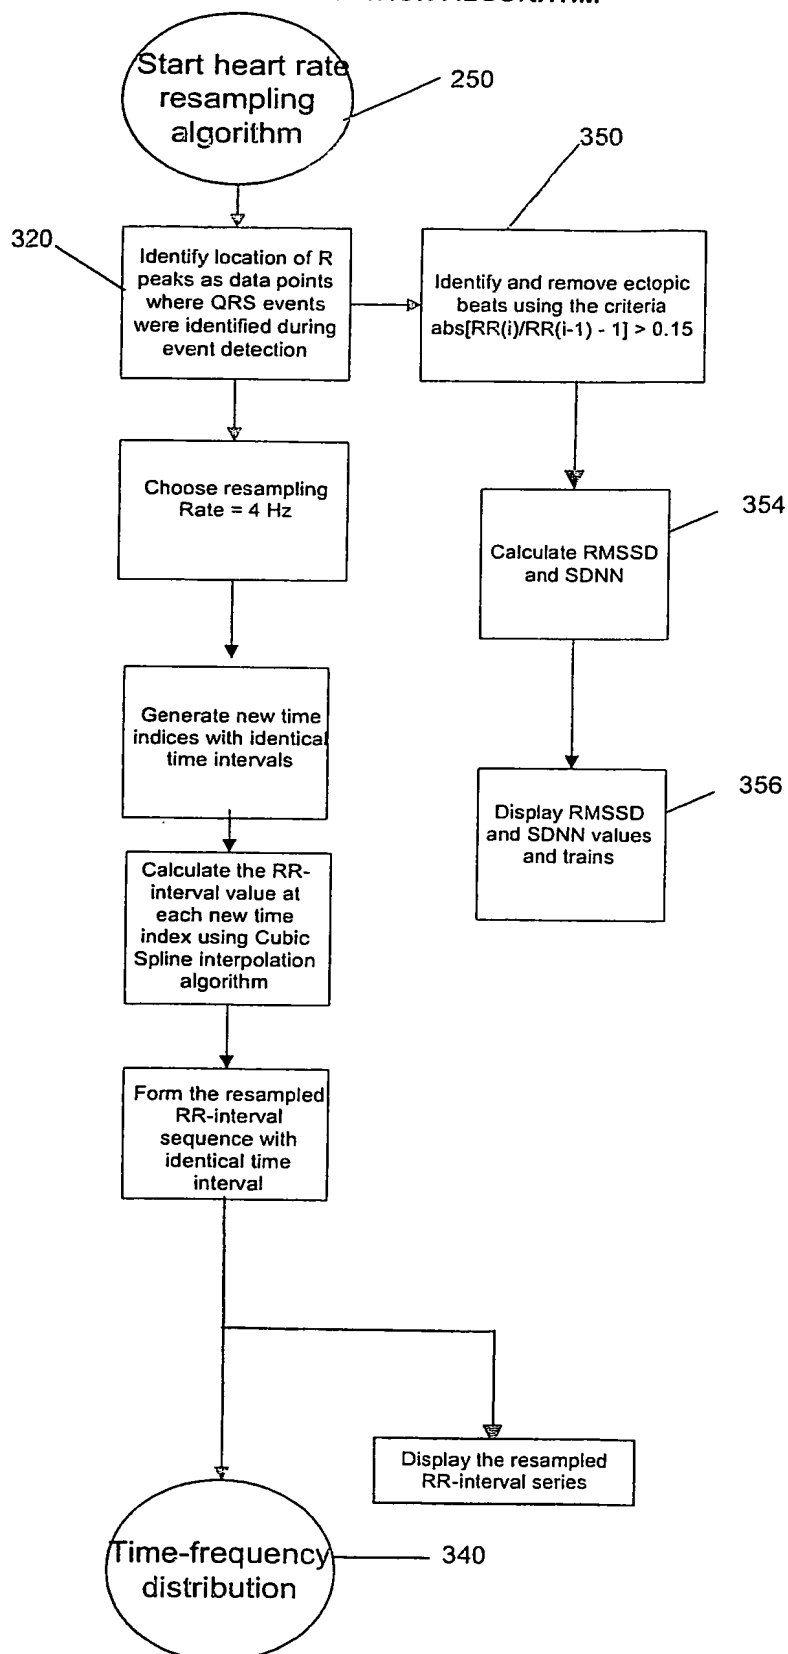 Start heart rate
resampling
algorithm
250
350
320
Identify location of R
peaks as data points
where QRS events
were identified during
event detection
Identify and remove ectopic
beats using the criteria
abs[RR(i)/RR(i-1) - 1] > 0.15
Choose resampling
Rate = 4 Hz
354
Calculate RMSSD
and SDNN
Generate new time
indices with identical
time intervals
356
Display RMSSD
and SDNN values
and trains
Calculate the RR-
interval value at
each new time
index using Cubic
Spline interpolation
algorithm
Form the resampled
RR-interval
sequence with
identical time
interval
Display the resampled
RR-interval series
Time-frequency
distribution
340